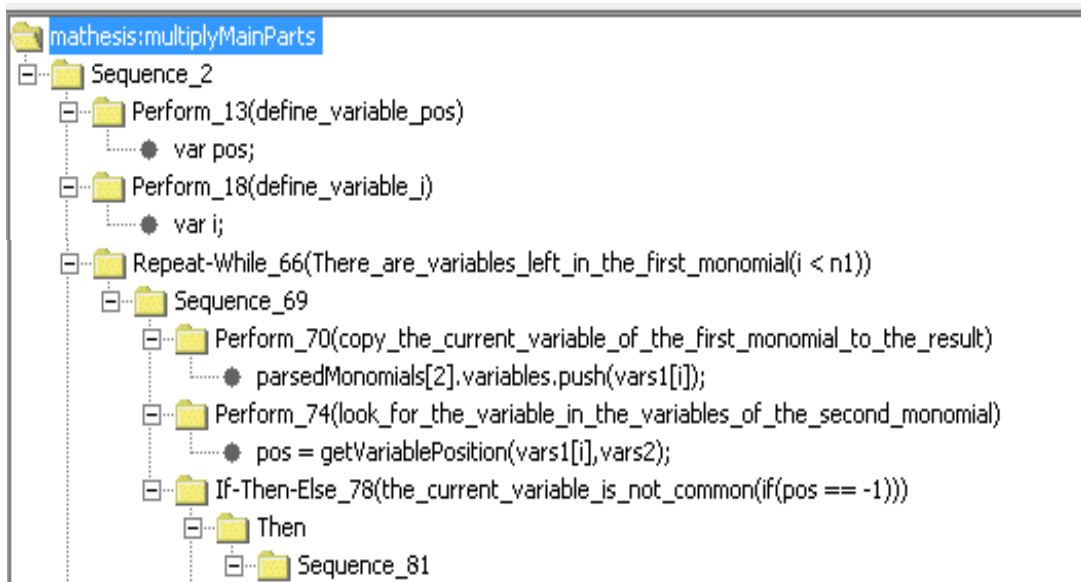 mathesis:multiplyMainParts
Sequence_2
Perform_13(define_variable_pos)
var pos;
Perform_18(define_variable_i)
var i;
Repeat-While_66(There_are_variables_left_in_the_first_monomial(i < n1))
Sequence_69
Perform_70(copy_the_current_variable_of_the_first_monomial_to_the_result)
parsedMonomials[2].variables.push(vars1[i]);
Perform_74(look_for_the_variable_in_the_variables_of_the_second_monomial)
pos = getVariablePosition(vars1[i],vars2);
If-Then-Else_78(the_current_variable_is_not_common(if(pos == -1)))
Then
Sequence_81